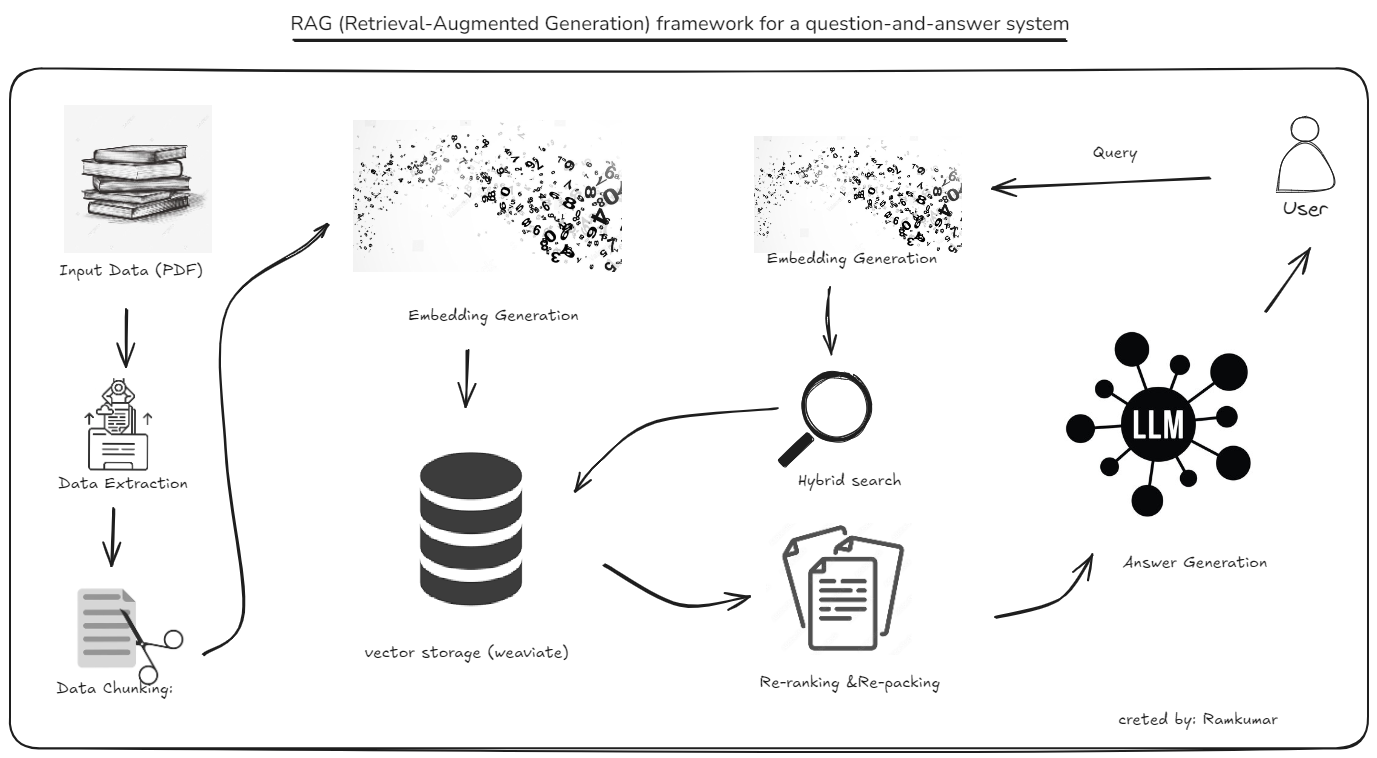 RAG (Retrieval-Augmented Generation) framework for a question-and-answer system
Input Data (PDF)
Data Extraction
Data Chunking:
Embedding Generation
vector storage (weaviate)
Embedding Generation
Query
User
Hybrid search
Re-ranking &Re-packing
LLM
Answer Generation
creted by: Ramkumar